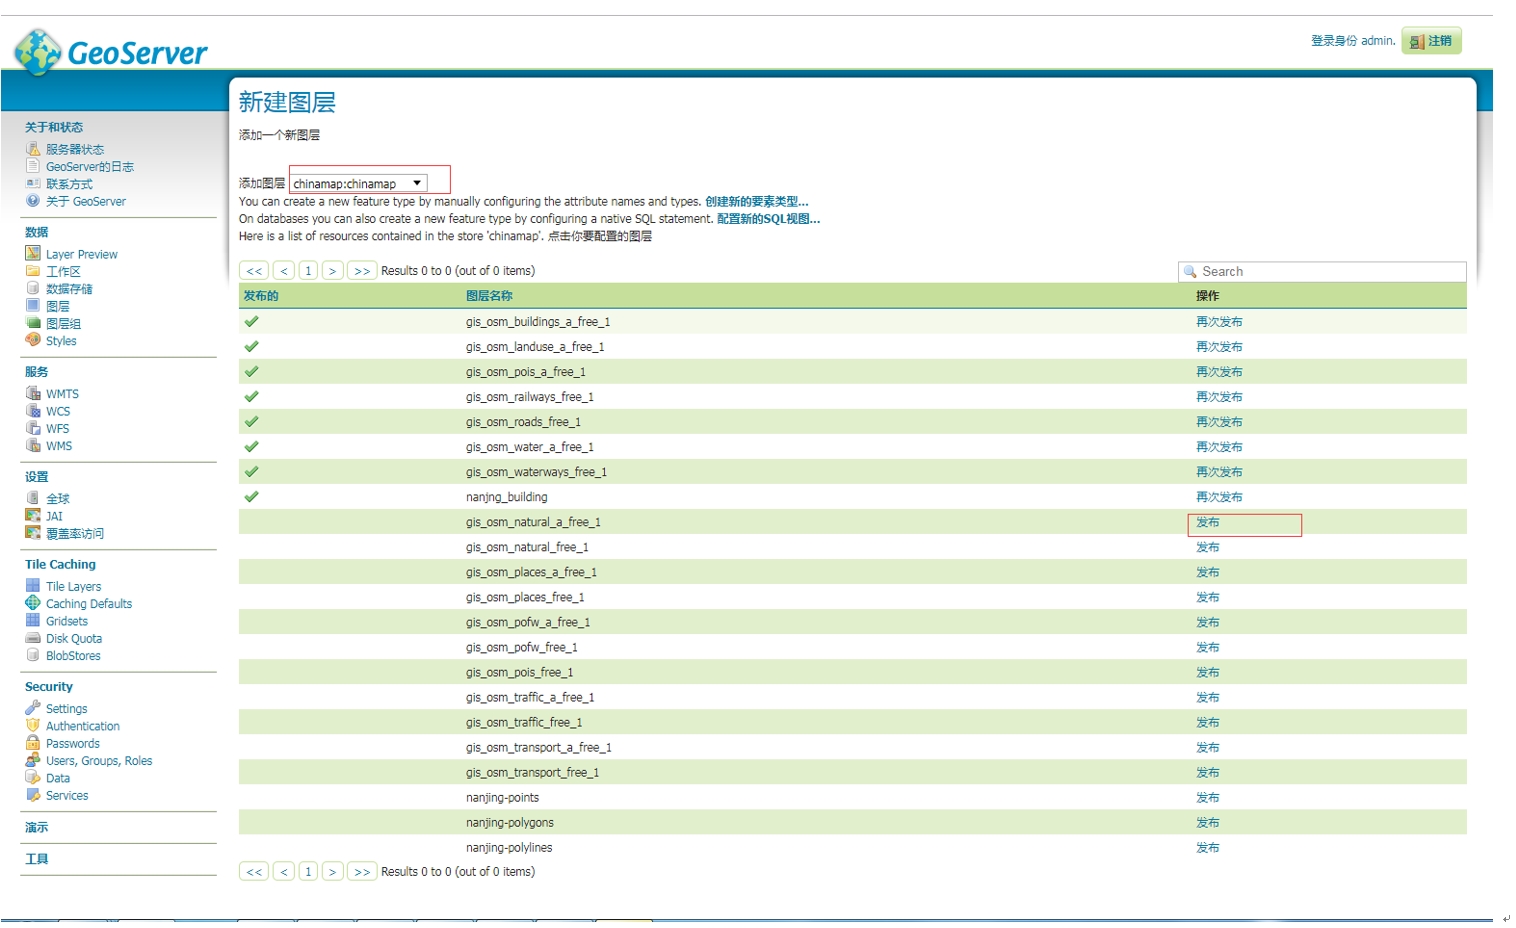 GeoServer
登录身份 admin. 注销
新建图层
添加一个新图层
添加图层 chinamap:chinamap
You can create a new feature type by manually configuring the attribute names and types. 创建新的要素类型...
On databases you can also create a new feature type by configuring a native SQL statement. 配置新的SQL视图...
Here is a list of resources contained in the store 'chinamap'. 点击你要配置的图层
<< < 1 > >> Results 0 to 0 (out of 0 items) Search
发布的 图层名称 操作
gis_osm_buildings_a_free_1 再次发布
gis_osm_landuse_a_free_1 再次发布
gis_osm_pois_a_free_1 再次发布
gis_osm_railways_free_1 再次发布
gis_osm_roads_free_1 再次发布
gis_osm_water_a_free_1 再次发布
gis_osm_waterways_free_1 再次发布
nanjng_building 再次发布
gis_osm_natural_a_free_1 发布
gis_osm_natural_free_1 发布
gis_osm_places_a_free_1 发布
gis_osm_places_free_1 发布
gis_osm_pofw_a_free_1 发布
gis_osm_pofw_free_1 发布
gis_osm_pois_free_1 发布
gis_osm_traffic_a_free_1 发布
gis_osm_traffic_free_1 发布
gis_osm_transport_a_free_1 发布
gis_osm_transport_free_1 发布
nanjing-points 发布
nanjing-polygons 发布
nanjing-polylines 发布
<< < 1 > >> Results 0 to 0 (out of 0 items)
关于和状态
服务器状态
GeoServer的日志
联系方式
关于 GeoServer
数据
Layer Preview
工作区
数据存储
图层
图层组
Styles
服务
WMTS
WCS
WFS
WMS
设置
全球
JAI
覆盖率访问
Tile Caching
Tile Layers
Caching Defaults
Gridsets
Disk Quota
BlobStores
Security
Settings
Authentication
Passwords
Users, Groups, Roles
Data
Services
演示
工具